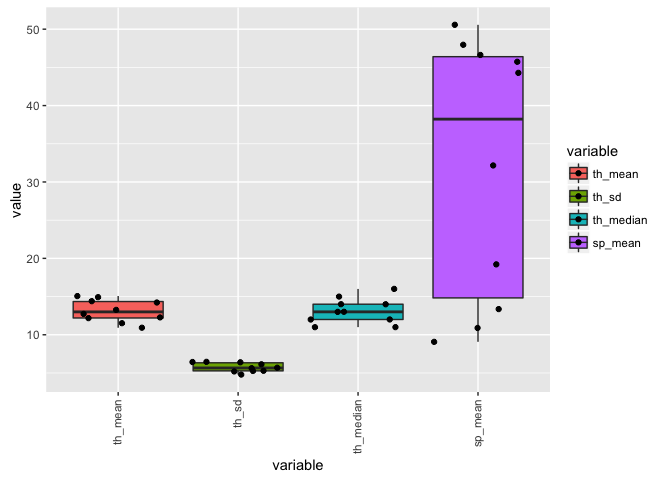 50
40
30
20
10
value
th_mean
th_sd
th_median
sp_mean
variable
variable
th_mean
th_sd
th_median
sp_mean